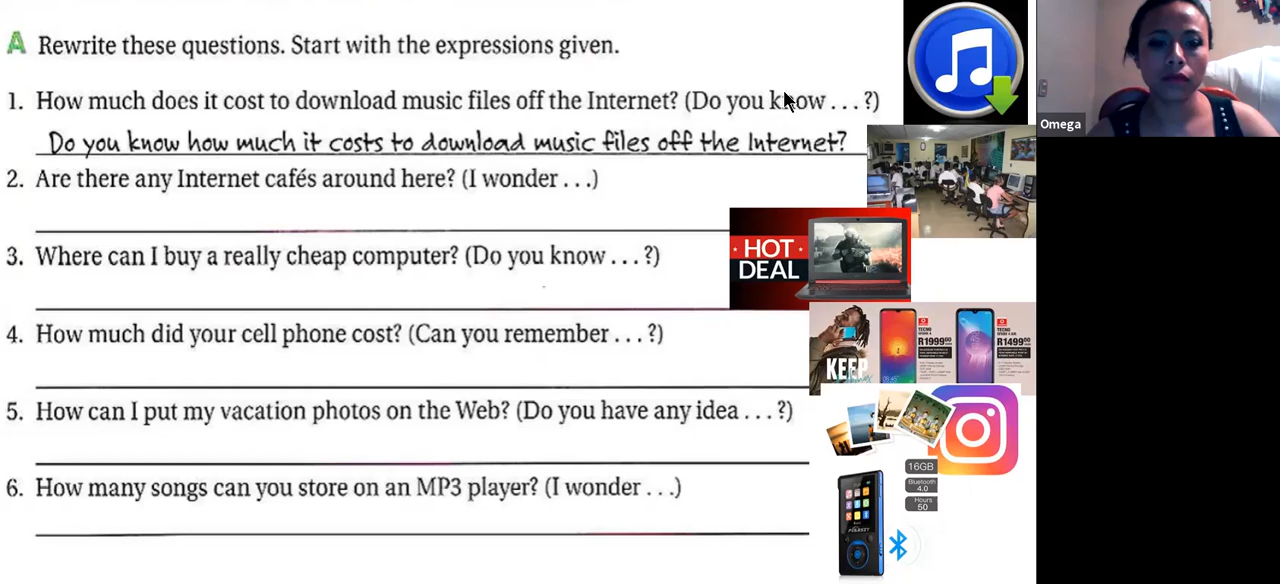 A Rewrite these questions. Start with the expressions given.
1. How much does it cost to download music files off the Internet? (Do you know . . . ?)
Do you know how much it costs to download music files off the Internet?
2. Are there any Internet cafés around here? (I wonder . . .)
3. Where can I buy a really cheap computer? (Do you know . . . ?)
4. How much did your cell phone cost? (Can you remember . . . ?)
5. How can I put my vacation photos on the Web? (Do you have any idea . . . ?)
6. How many songs can you store on an MP3 player? (I wonder . . .)
Omega
· HOT ·
DEAL
KEEP
TECNO
R1999
TECNO
R1499
16GB
Bluetooth
4.0
Hours
50